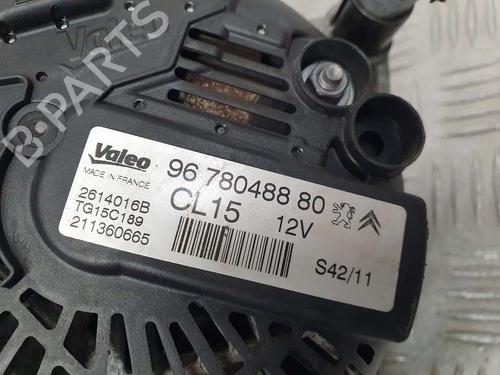 B-PARTS
Valeo
MADE IN FRANCE
96 780488 80
2614016B
TG15C189
211360665
CL15
12V
S42/11